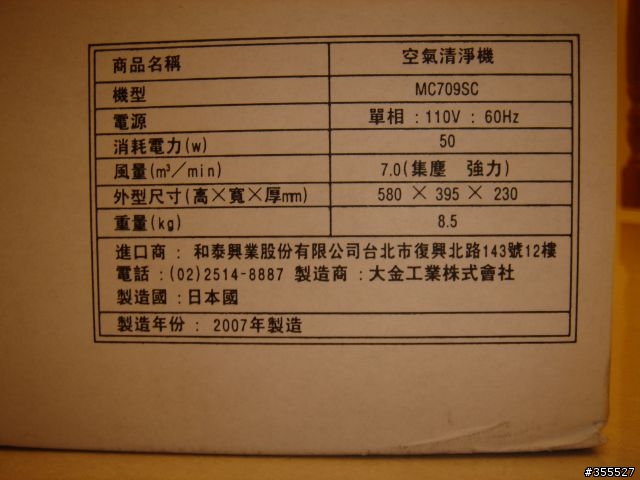 商品名稱 空氣清淨機
機型 MC709SC
電源 單相：110V：60Hz
消耗電力(w) 50
風量(m³/min) 7.0(集塵 強力)
外型尺寸(高×寬×厚mm) 580 × 395 × 230
重量(kg) 8.5
進口商：和泰興業股份有限公司台北市復興北路143號12樓
電話：(02)2514-8887 製造商：大金工業株式會社
製造國：日本國
製造年份：2007年製造
#355527